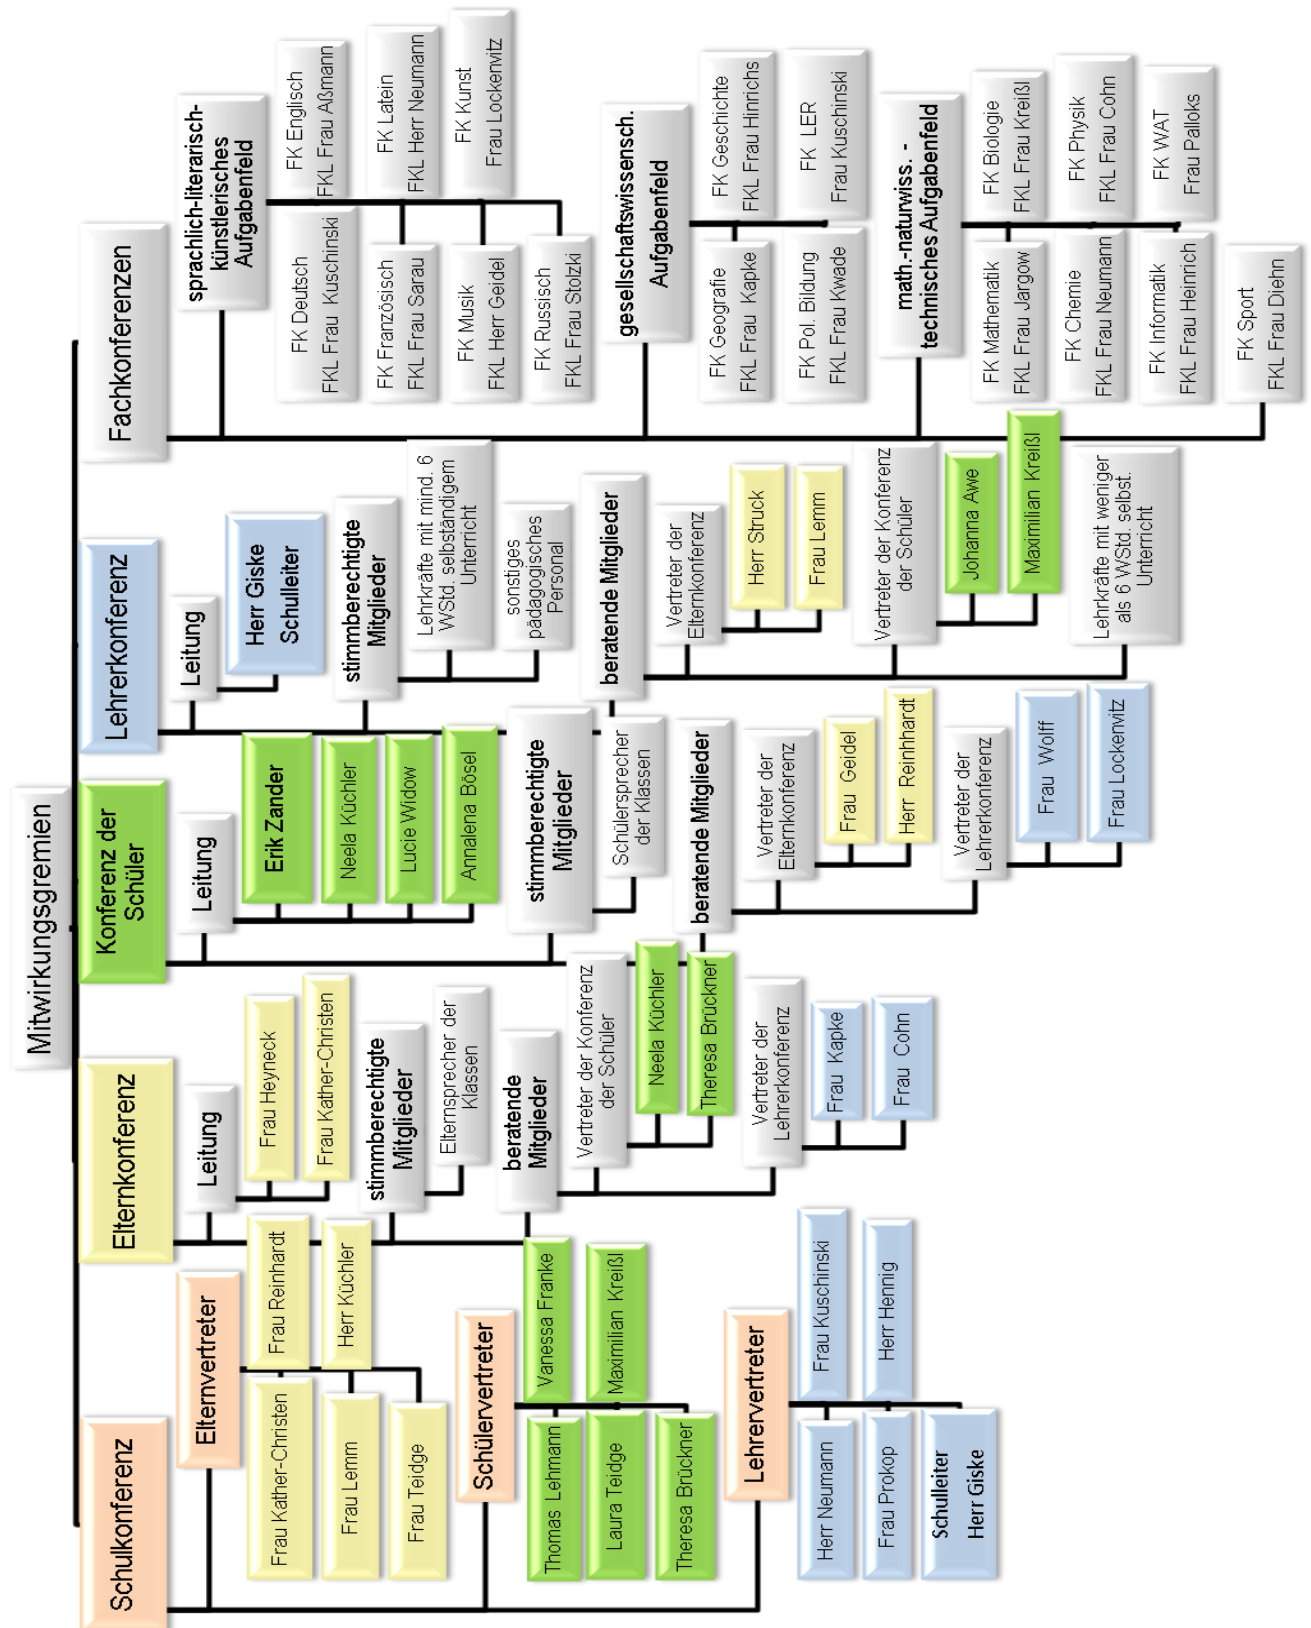 Mitwirkungsgremien
Schulkonferenz
Elternvertreter
Frau Kather-Christen
Frau Reinhardt
Frau Lemm
Herr Küchler
Frau Teidge
Schülervertreter
Thomas Lehmann
Vanessa Franke
Laura Teidge
Maximilian Kreißl
Theresa Brückner
Lehrervertreter
Herr Neumann
Frau Kuschinski
Frau Prokop
Herr Hennig
Schulleiter
Herr Giske
Elternkonferenz
Leitung
Frau Heyneck
Frau Kather-Christen
stimmberechtigte
Mitglieder
Elternsprecher der
Klassen
beratende
Mitglieder
Vertreter der Konferenz
der Schüler
Neela Küchler
Theresa Brückner
Vertreter der
Lehrerkonferenz
Frau Kapke
Frau Cohn
Konferenz der
Schüler
Leitung
Erik Zander
Neela Küchler
Lucie Widow
Annalena Bösel
stimmberechtigte
Mitglieder
Schülersprecher
der Klassen
beratende Mitglieder
Vertreter der
Elternkonferenz
Frau Geidel
Herr Reinhhardt
Vertreter der
Lehrerkonferenz
Frau Wolff
Frau Lockenvitz
Lehrerkonferenz
Leitung
Herr Giske
Schulleiter
stimmberechtigte
Mitglieder
Lehrkräfte mit mind. 6
WStd. selbständigem
Unterricht
sonstiges
pädagogisches
Personal
beratende Mitglieder
Vertreter der
Elternkonferenz
Herr Struck
Frau Lemm
Vertreter der Konferenz
der Schüler
Johanna Awe
Maximilian Kreißl
Lehrkräfte mit weniger
als 6 WStd. selbst.
Unterricht
Fachkonferenzen
sprachlich-literarisch-
künstlerisches
Aufgabenfeld
FK Deutsch
FKL Frau Kuschinski
FK Englisch
FKL Frau Aßmann
FK Französisch
FKL Frau Sarau
FK Latein
FKL Herr Neumann
FK Musik
FKL Herr Geidel
FK Kunst
Frau Lockenvitz
FK Russisch
FKL Frau Stolzki
gesellschaftswissensch.
Aufgabenfeld
FK Geografie
FKL Frau Kapke
FK Geschichte
FKL Frau Hinrichs
FK Pol. Bildung
FKL Frau Kwade
FK LER
Frau Kuschinski
math.-naturwiss. -
technisches Aufgabenfeld
FK Mathematik
FKL Frau Jargow
FK Biologie
FKL Frau Kreißl
FK Chemie
FKL Frau Neumann
FK Physik
FKL Frau Cohn
FK Informatik
FKL Frau Heinrich
FK WAT
Frau Palloks
FK Sport
FKL Frau Diehn